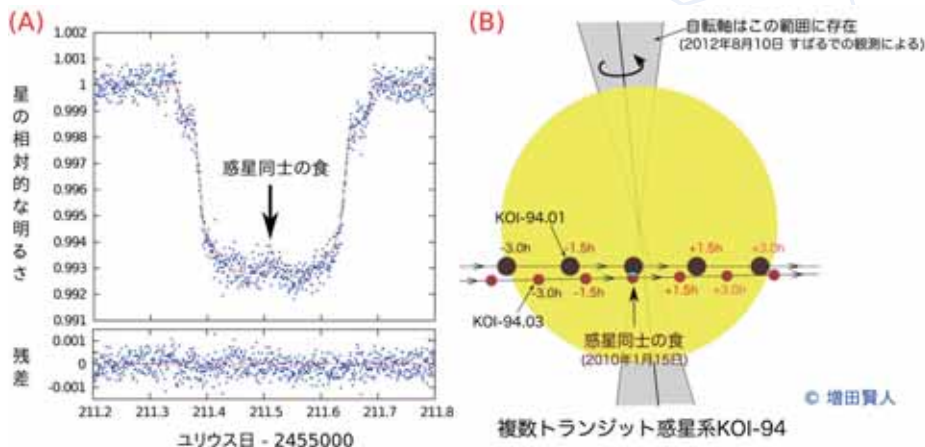 (A)
1.002
1.001
1
0.999
0.998
0.997
0.996
0.995
0.994
0.993
0.992
0.991
星の相対的な明るさ
惑星同士の食
0.001
0
-0.001
残差
211.2 211.3 211.4 211.5 211.6 211.7 211.8
ユリウス日 - 2455000
(B)
自転軸はこの範囲に存在
(2012年8月10日 すばるでの観測による)
KOI-94.01
-3.0h -1.5h +1.5h +3.0h
-3.0h -1.5h +1.5h +3.0h
KOI-94.03
惑星同士の食
(2010年1月15日)
© 増田賢人
複数トランジット惑星系KOI-94